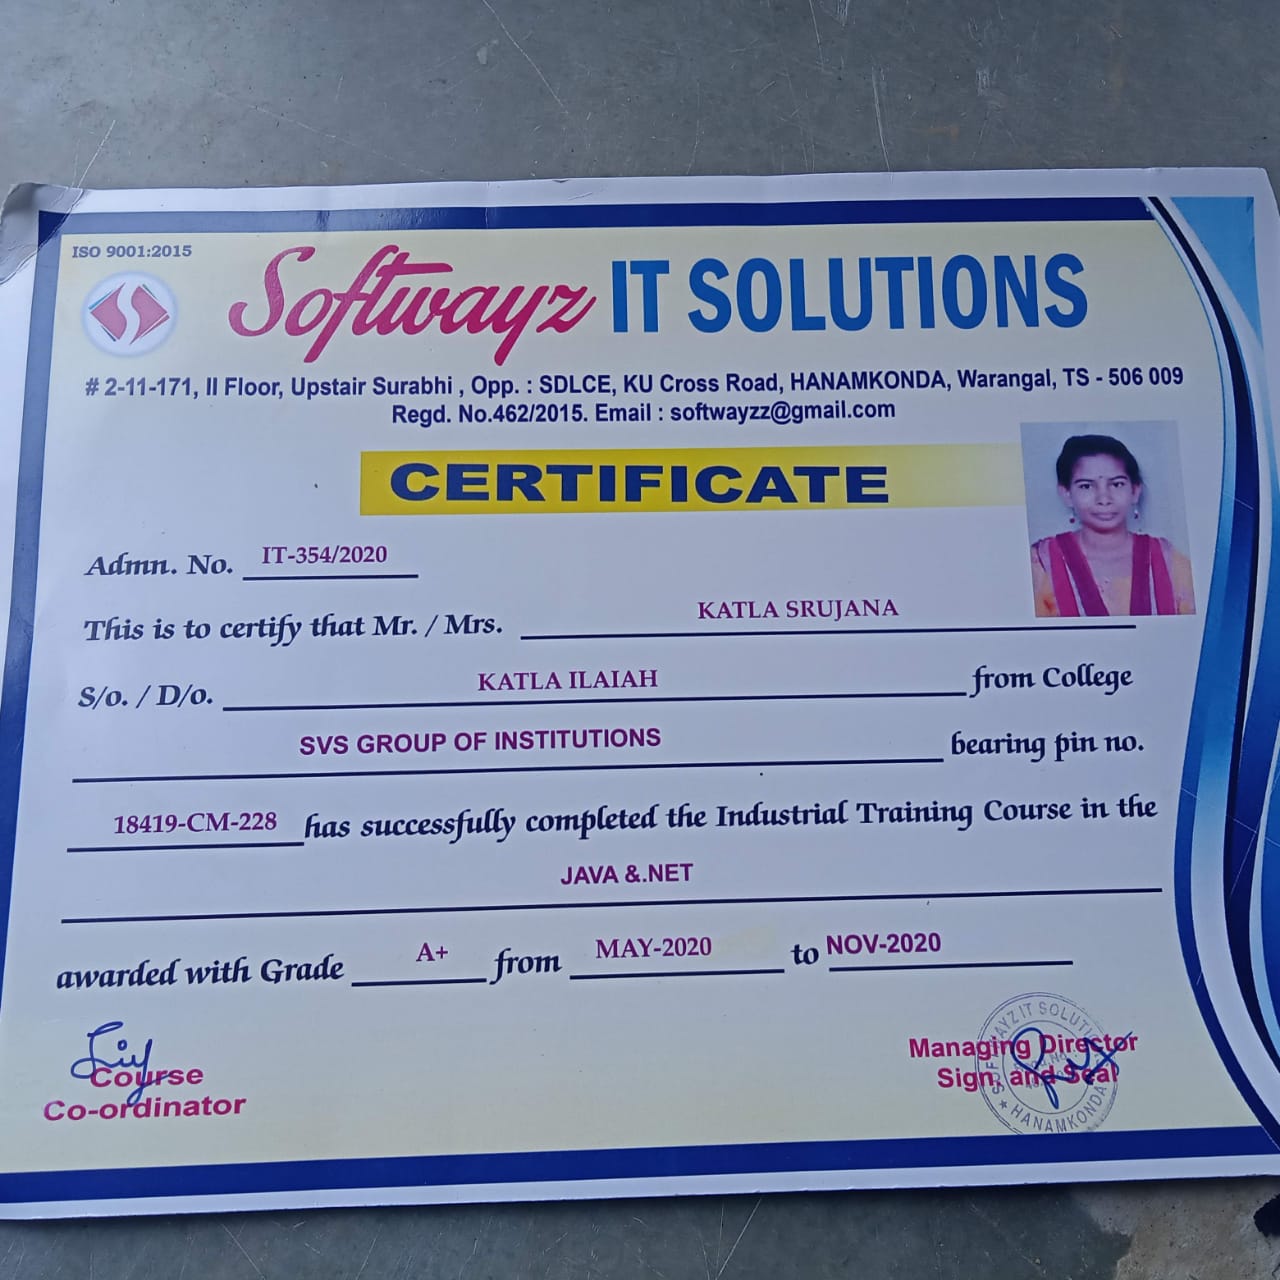 ISO 9001:2015
Softwayz IT SOLUTIONS
# 2-11-171, II Floor, Upstair Surabhi , Opp. : SDLCE, KU Cross Road, HANAMKONDA, Warangal, TS - 506 009
Regd. No.462/2015. Email : softwayzz@gmail.com
CERTIFICATE
Admn. No. IT-354/2020
This is to certify that Mr. / Mrs. KATLA SRUJANA
S/o. / D/o. KATLA ILAIAH from College
SVS GROUP OF INSTITUTIONS bearing pin no.
18419-CM-228 has successfully completed the Industrial Training Course in the
JAVA &.NET
awarded with Grade A+ from MAY-2020 to NOV-2020
Course
Co-ordinator
Managing Director
Sign, and Seal
SOFTWAYZ IT SOLUTIONS
★ HANAMKONDA